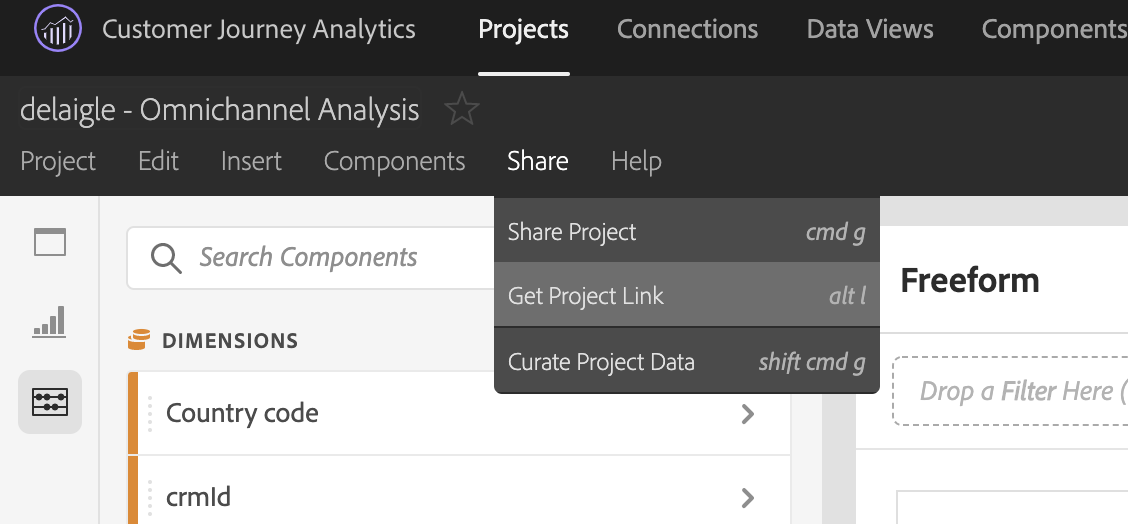 Customer Journey Analytics Projects Connections Data Views Components
delaigle - Omnichannel Analysis
Project Edit Insert Components Share Help
Search Components
Share Project cmd g
Get Project Link alt l
Curate Project Data shift cmd g
Freeform
DIMENSIONS
Drop a Filter Here (
Country code
crmId